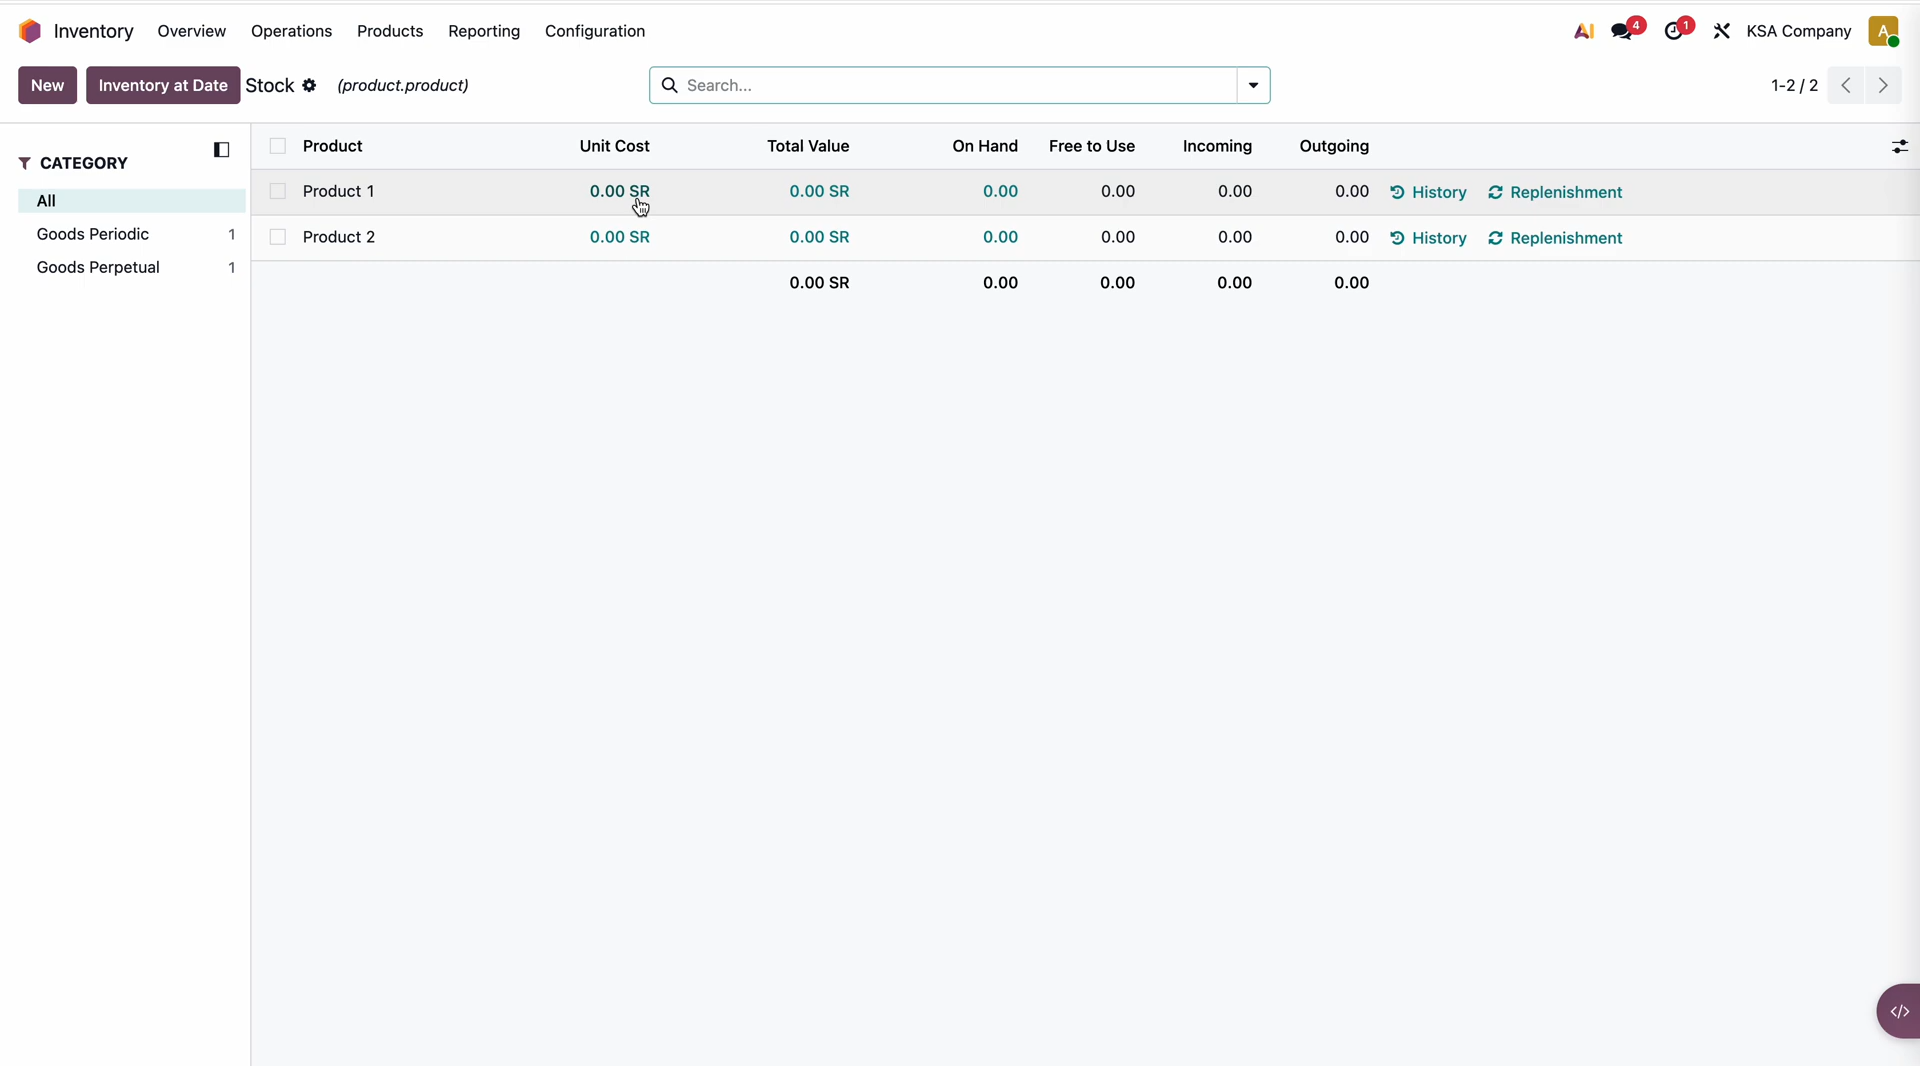 Inventory Overview Operations Products Reporting Configuration AI 4 1 KSA Company A
New Inventory at Date Stock (product.product) Search... 1-2 / 2
CATEGORY
All
Goods Periodic 1
Goods Perpetual 1
Product Unit Cost Total Value On Hand Free to Use Incoming Outgoing
Product 1 0.00 SR 0.00 SR 0.00 0.00 0.00 0.00 History Replenishment
Product 2 0.00 SR 0.00 SR 0.00 0.00 0.00 0.00 History Replenishment
0.00 SR 0.00 0.00 0.00 0.00
</>